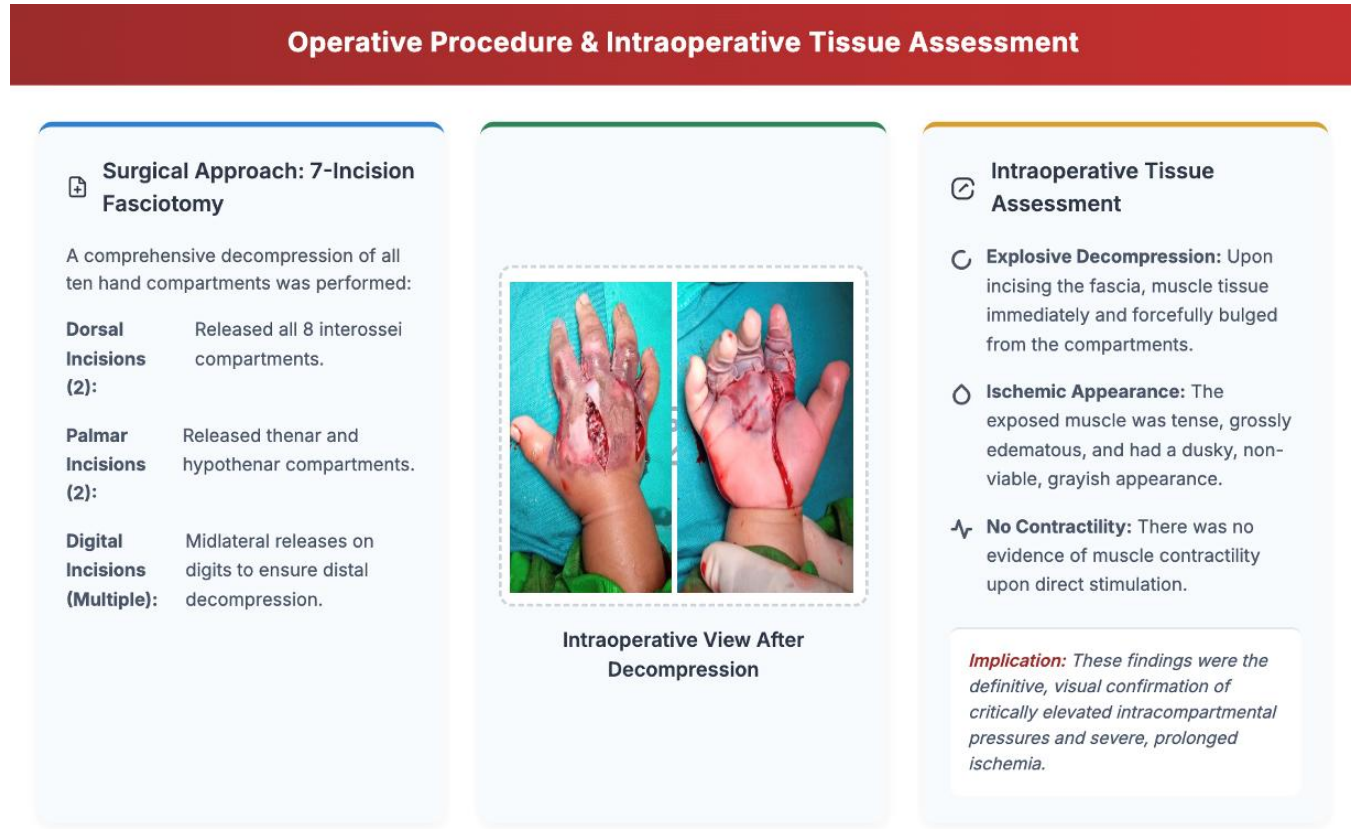 Operative Procedure & Intraoperative Tissue Assessment
Surgical Approach: 7-Incision
Fasciotomy
A comprehensive decompression of all
ten hand compartments was performed:
Dorsal
Incisions
(2):
Released all 8 interossei
compartments.
Palmar
Incisions
(2):
Released thenar and
hypothenar compartments.
Digital
Incisions
(Multiple):
Midlateral releases on
digits to ensure distal
decompression.
Intraoperative View After
Decompression
Intraoperative Tissue
Assessment
Explosive Decompression: Upon
incising the fascia, muscle tissue
immediately and forcefully bulged
from the compartments.
Ischemic Appearance: The
exposed muscle was tense, grossly
edematous, and had a dusky, non-
viable, grayish appearance.
No Contractility: There was no
evidence of muscle contractility
upon direct stimulation.
Implication: These findings were the
definitive, visual confirmation of
critically elevated intracompartmental
pressures and severe, prolonged
ischemia.